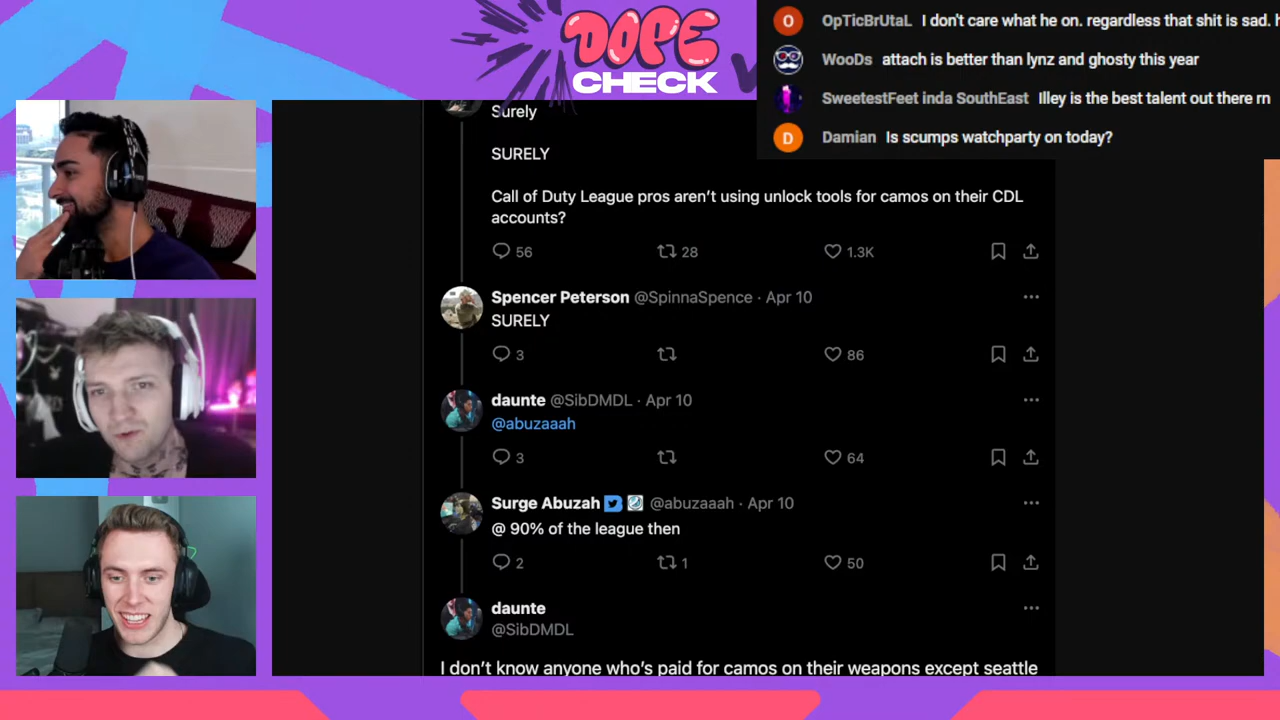 DOPE
CHECK
OpTicBrUtaL I don't care what he on. regardless that shit is sad.
WooDs attach is better than lynz and ghosty this year
SweetestFeet inda SouthEast Illey is the best talent out there rn
Damian Is scumps watchparty on today?
Surely
SURELY
Call of Duty League pros aren't using unlock tools for camos on their CDL
accounts?
56 28 1.3K
Spencer Peterson @SpinnaSpence · Apr 10
SURELY
3 86
daunte @SibDMDL · Apr 10
@abuzaaah
3 64
Surge Abuzah @abuzaaah · Apr 10
@ 90% of the league then
2 1 50
daunte
@SibDMDL
I don't know anyone who's paid for camos on their weapons except seattle